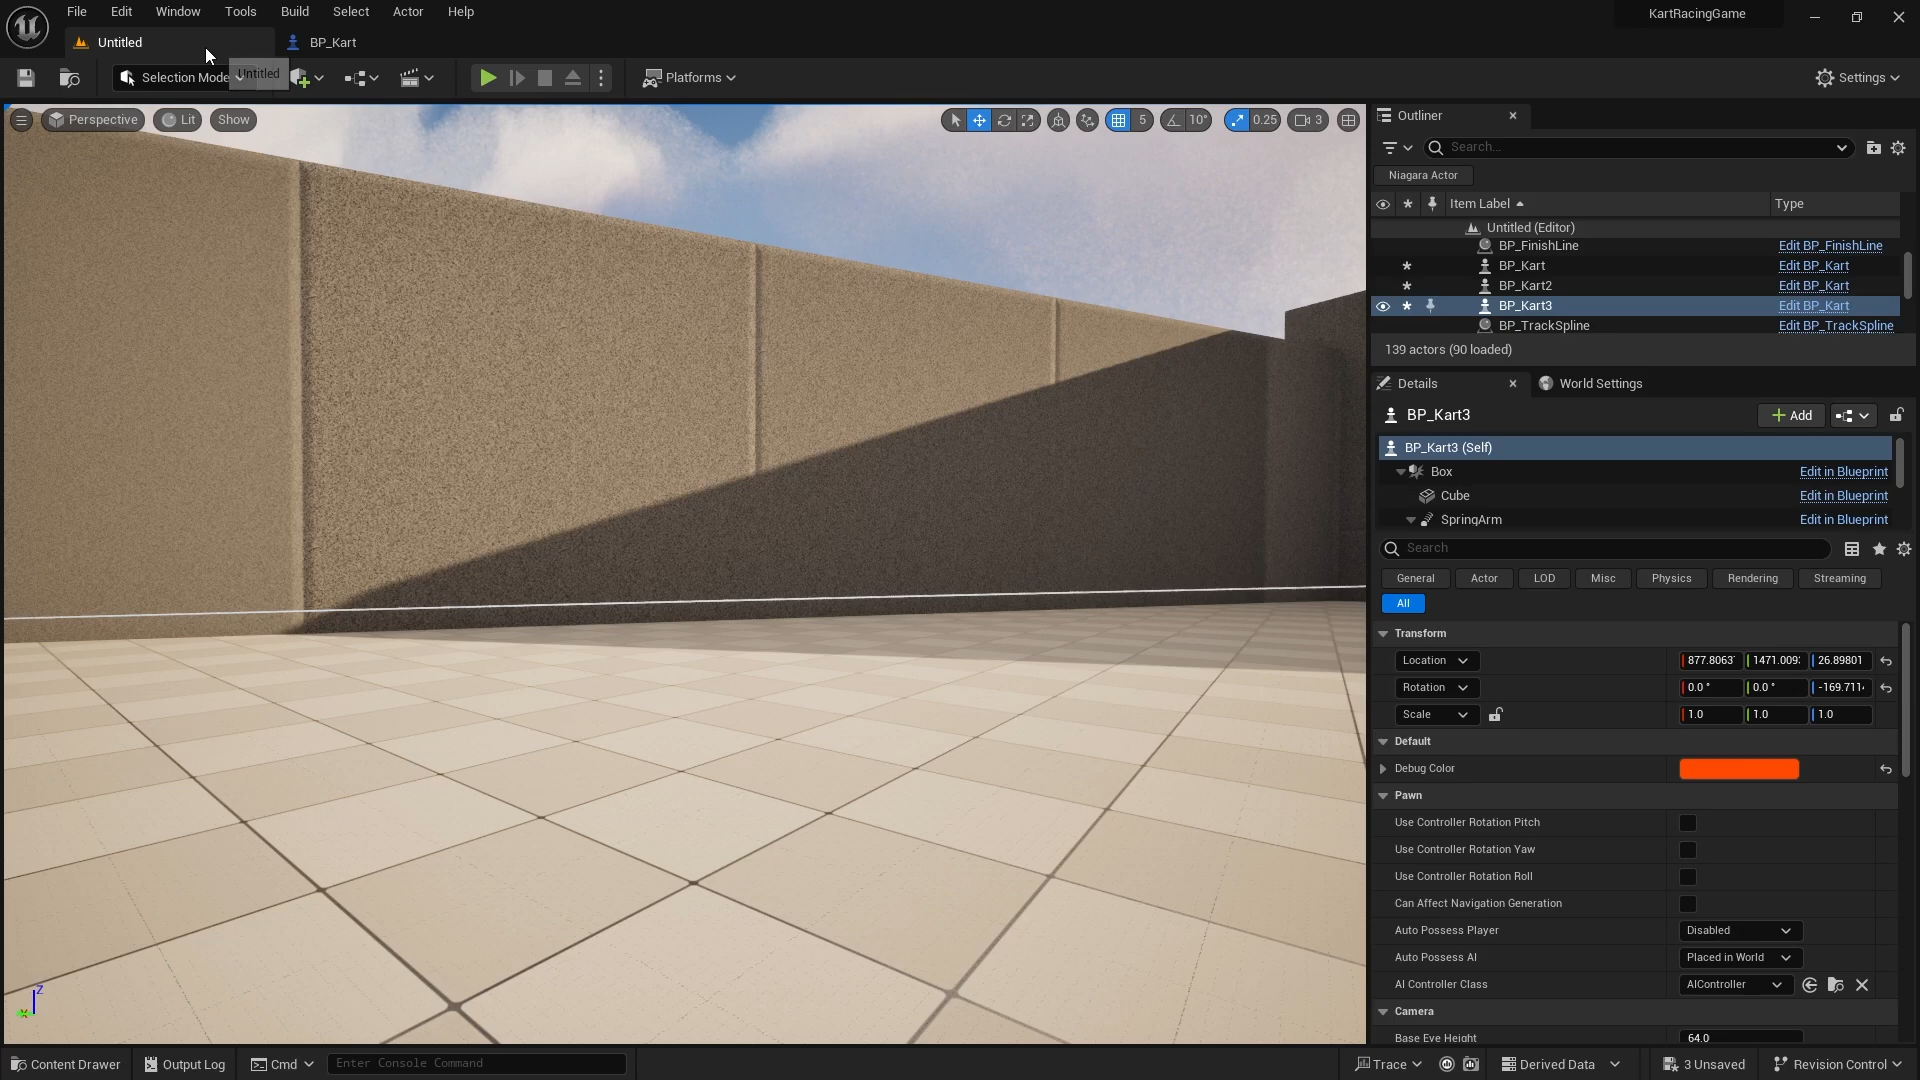 File Edit Window Tools Build Select Actor Help
KartRacingGame
Untitled
BP_Kart
Selection Mode
Untitled
Platforms
Settings
Perspective
Lit
Show
5
10°
0.25
3
Outliner
Search...
Niagara Actor
Item Label
Type
Untitled (Editor)
BP_FinishLine Edit BP_FinishLine
BP_Kart Edit BP_Kart
BP_Kart2 Edit BP_Kart
BP_Kart3 Edit BP_Kart
BP_TrackSpline Edit BP_TrackSpline
139 actors (90 loaded)
Details
World Settings
BP_Kart3
Add
BP_Kart3 (Self)
Box Edit in Blueprint
Cube Edit in Blueprint
SpringArm Edit in Blueprint
Search
General Actor LOD Misc Physics Rendering Streaming
All
Transform
Location 877.8063 1471.009 26.89801
Rotation 0.0 ° 0.0 ° -169.711
Scale 1.0 1.0 1.0
Default
Debug Color
Pawn
Use Controller Rotation Pitch
Use Controller Rotation Yaw
Use Controller Rotation Roll
Can Affect Navigation Generation
Auto Possess Player Disabled
Auto Possess AI Placed in World
AI Controller Class AIController
Camera
Base Eye Height 64.0
Z
Content Drawer
Output Log
Cmd
Enter Console Command
Trace
Derived Data
3 Unsaved
Revision Control